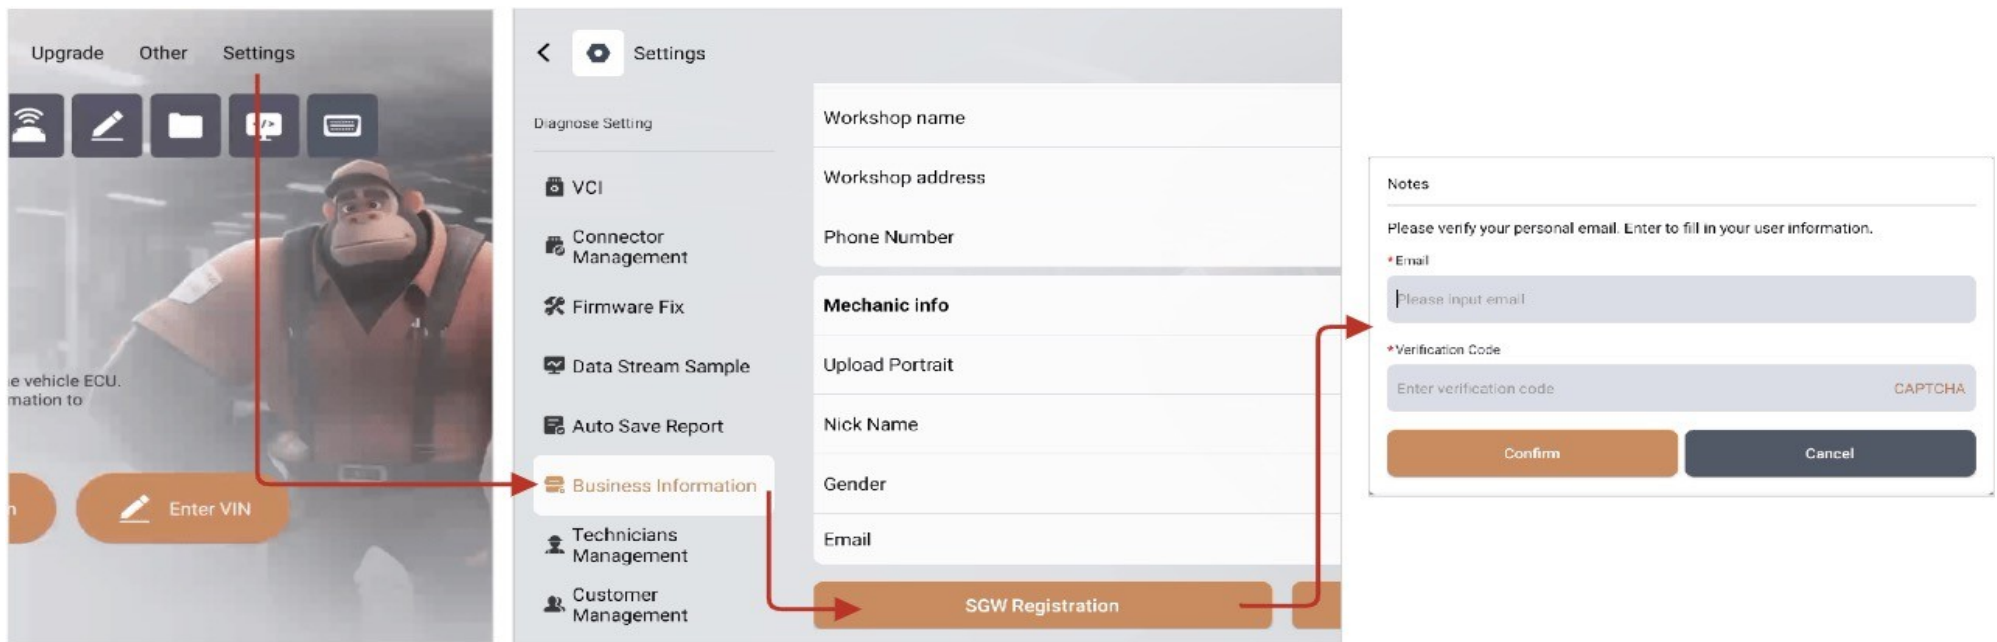 Upgrade
Other
Settings
</>
e vehicle ECU.
mation to
n
Enter VIN
Settings
Diagnose Setting
VCI
Connector
Management
Firmware Fix
Data Stream Sample
Auto Save Report
Business Information
Technicians
Management
Customer
Management
Workshop name
Workshop address
Phone Number
Mechanic info
Upload Portrait
Nick Name
Gender
Email
SGW Registration
Notes
Please verify your personal email. Enter to fill in your user information.
*Email
Please input email
*Verification Code
Enter verification code
CAPTCHA
Confirm
Cancel